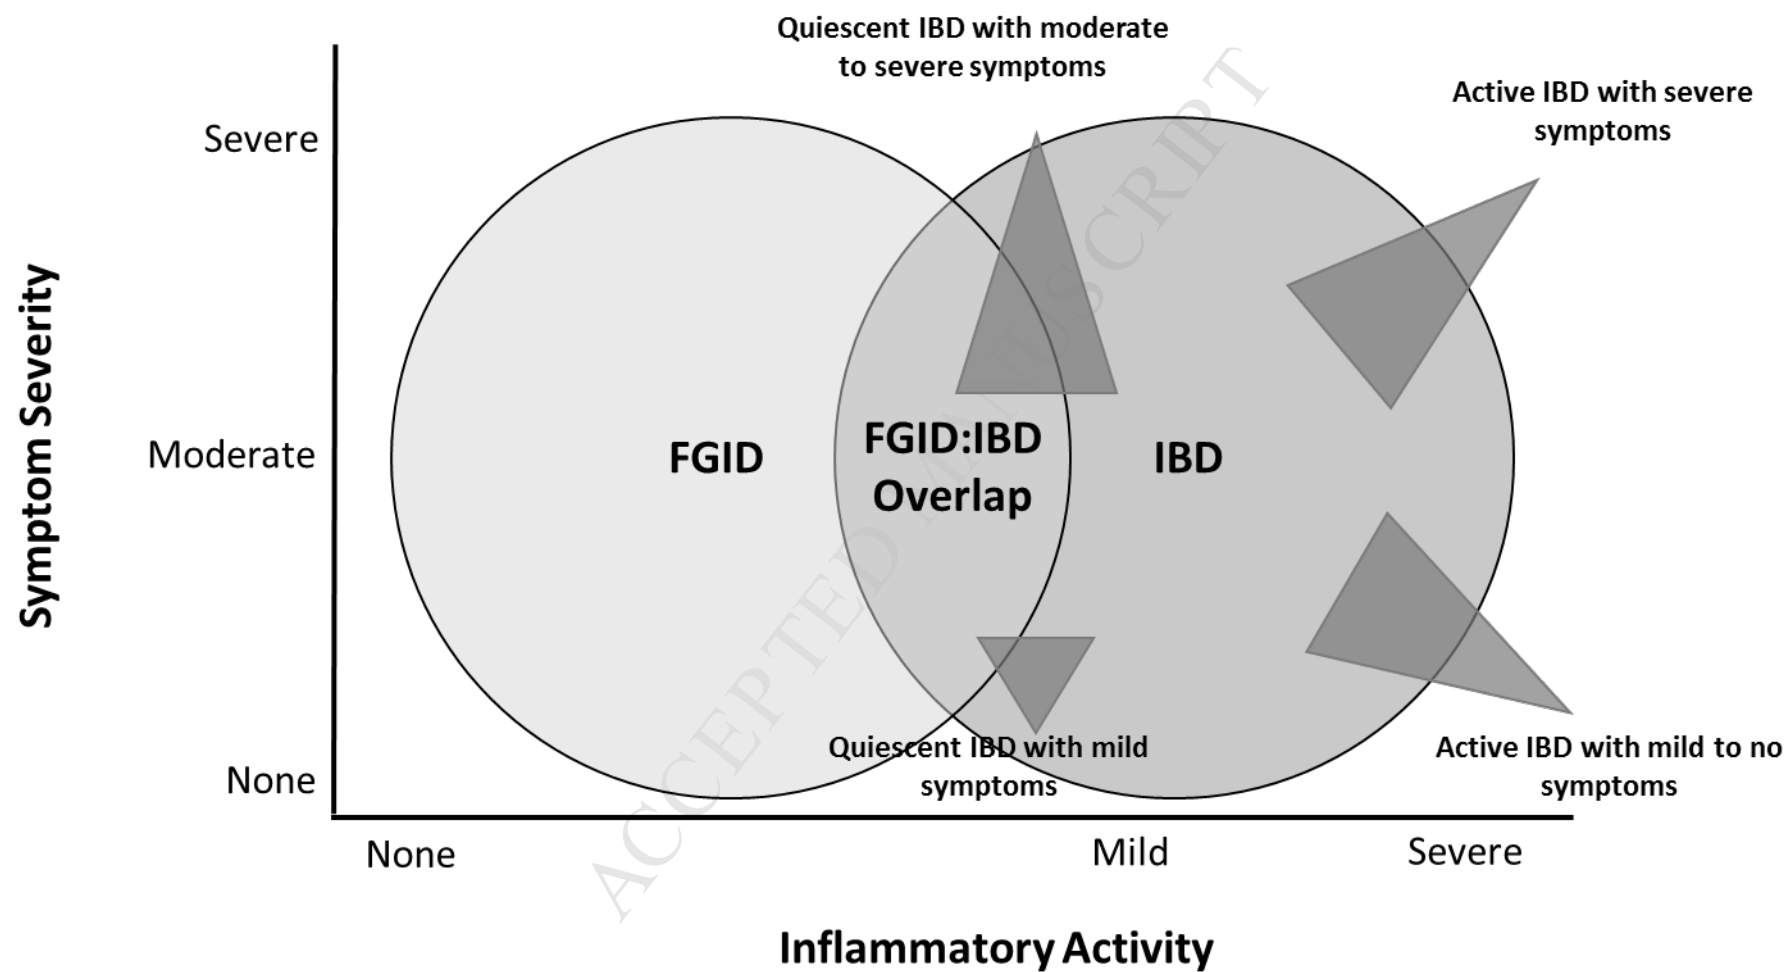 Quiescent IBD with moderate
to severe symptoms
Active IBD with severe
symptoms
Severe
Symptom Severity
Moderate
FGID
FGID:IBD
Overlap
IBD
None
Quiescent IBD with mild
symptoms
Active IBD with mild to no
symptoms
None
Mild
Severe
Inflammatory Activity
ACCEPTED MANUSCRIPT